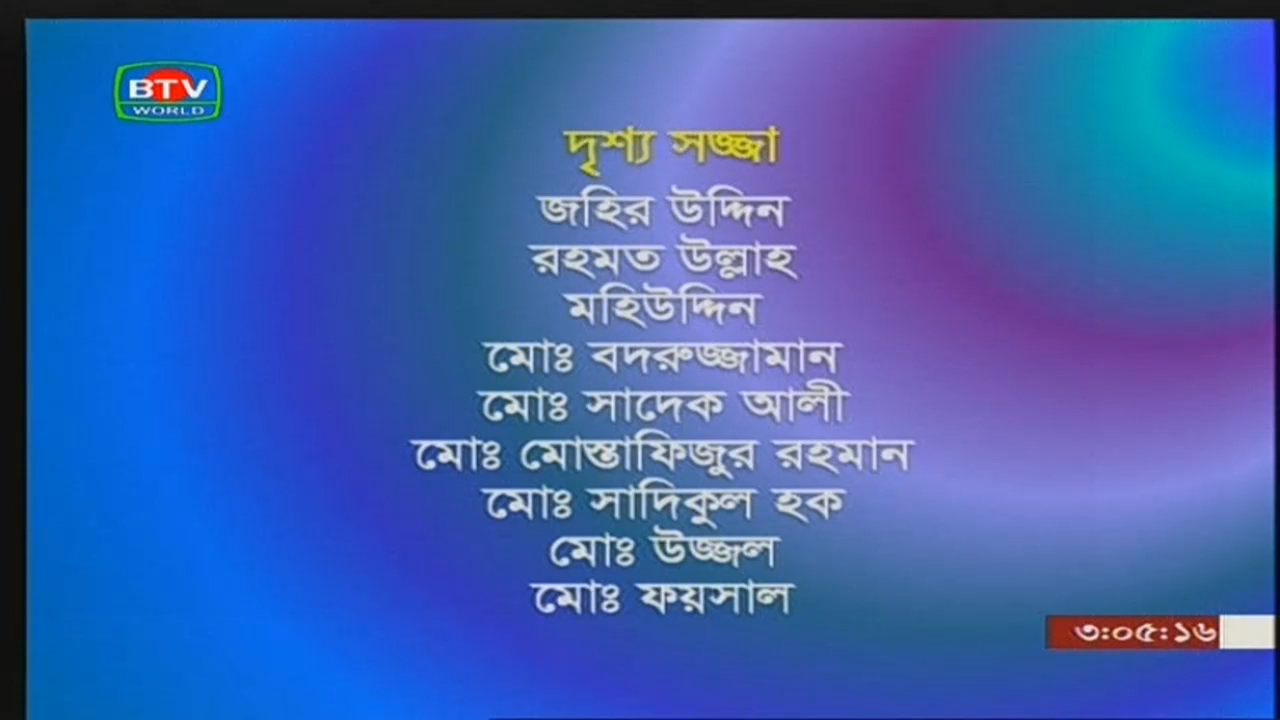 BTV
WORLD
দৃশ্য সজ্জা
জহির উদ্দিন
রহমত উল্লাহ
মহিউদ্দিন
মোঃ বদরুজ্জামান
মোঃ সাদেক আলী
মোঃ মোস্তাফিজুর রহমান
মোঃ সাদিকুল হক
মোঃ উজ্জল
মোঃ ফয়সাল
৩:০৫:১৬